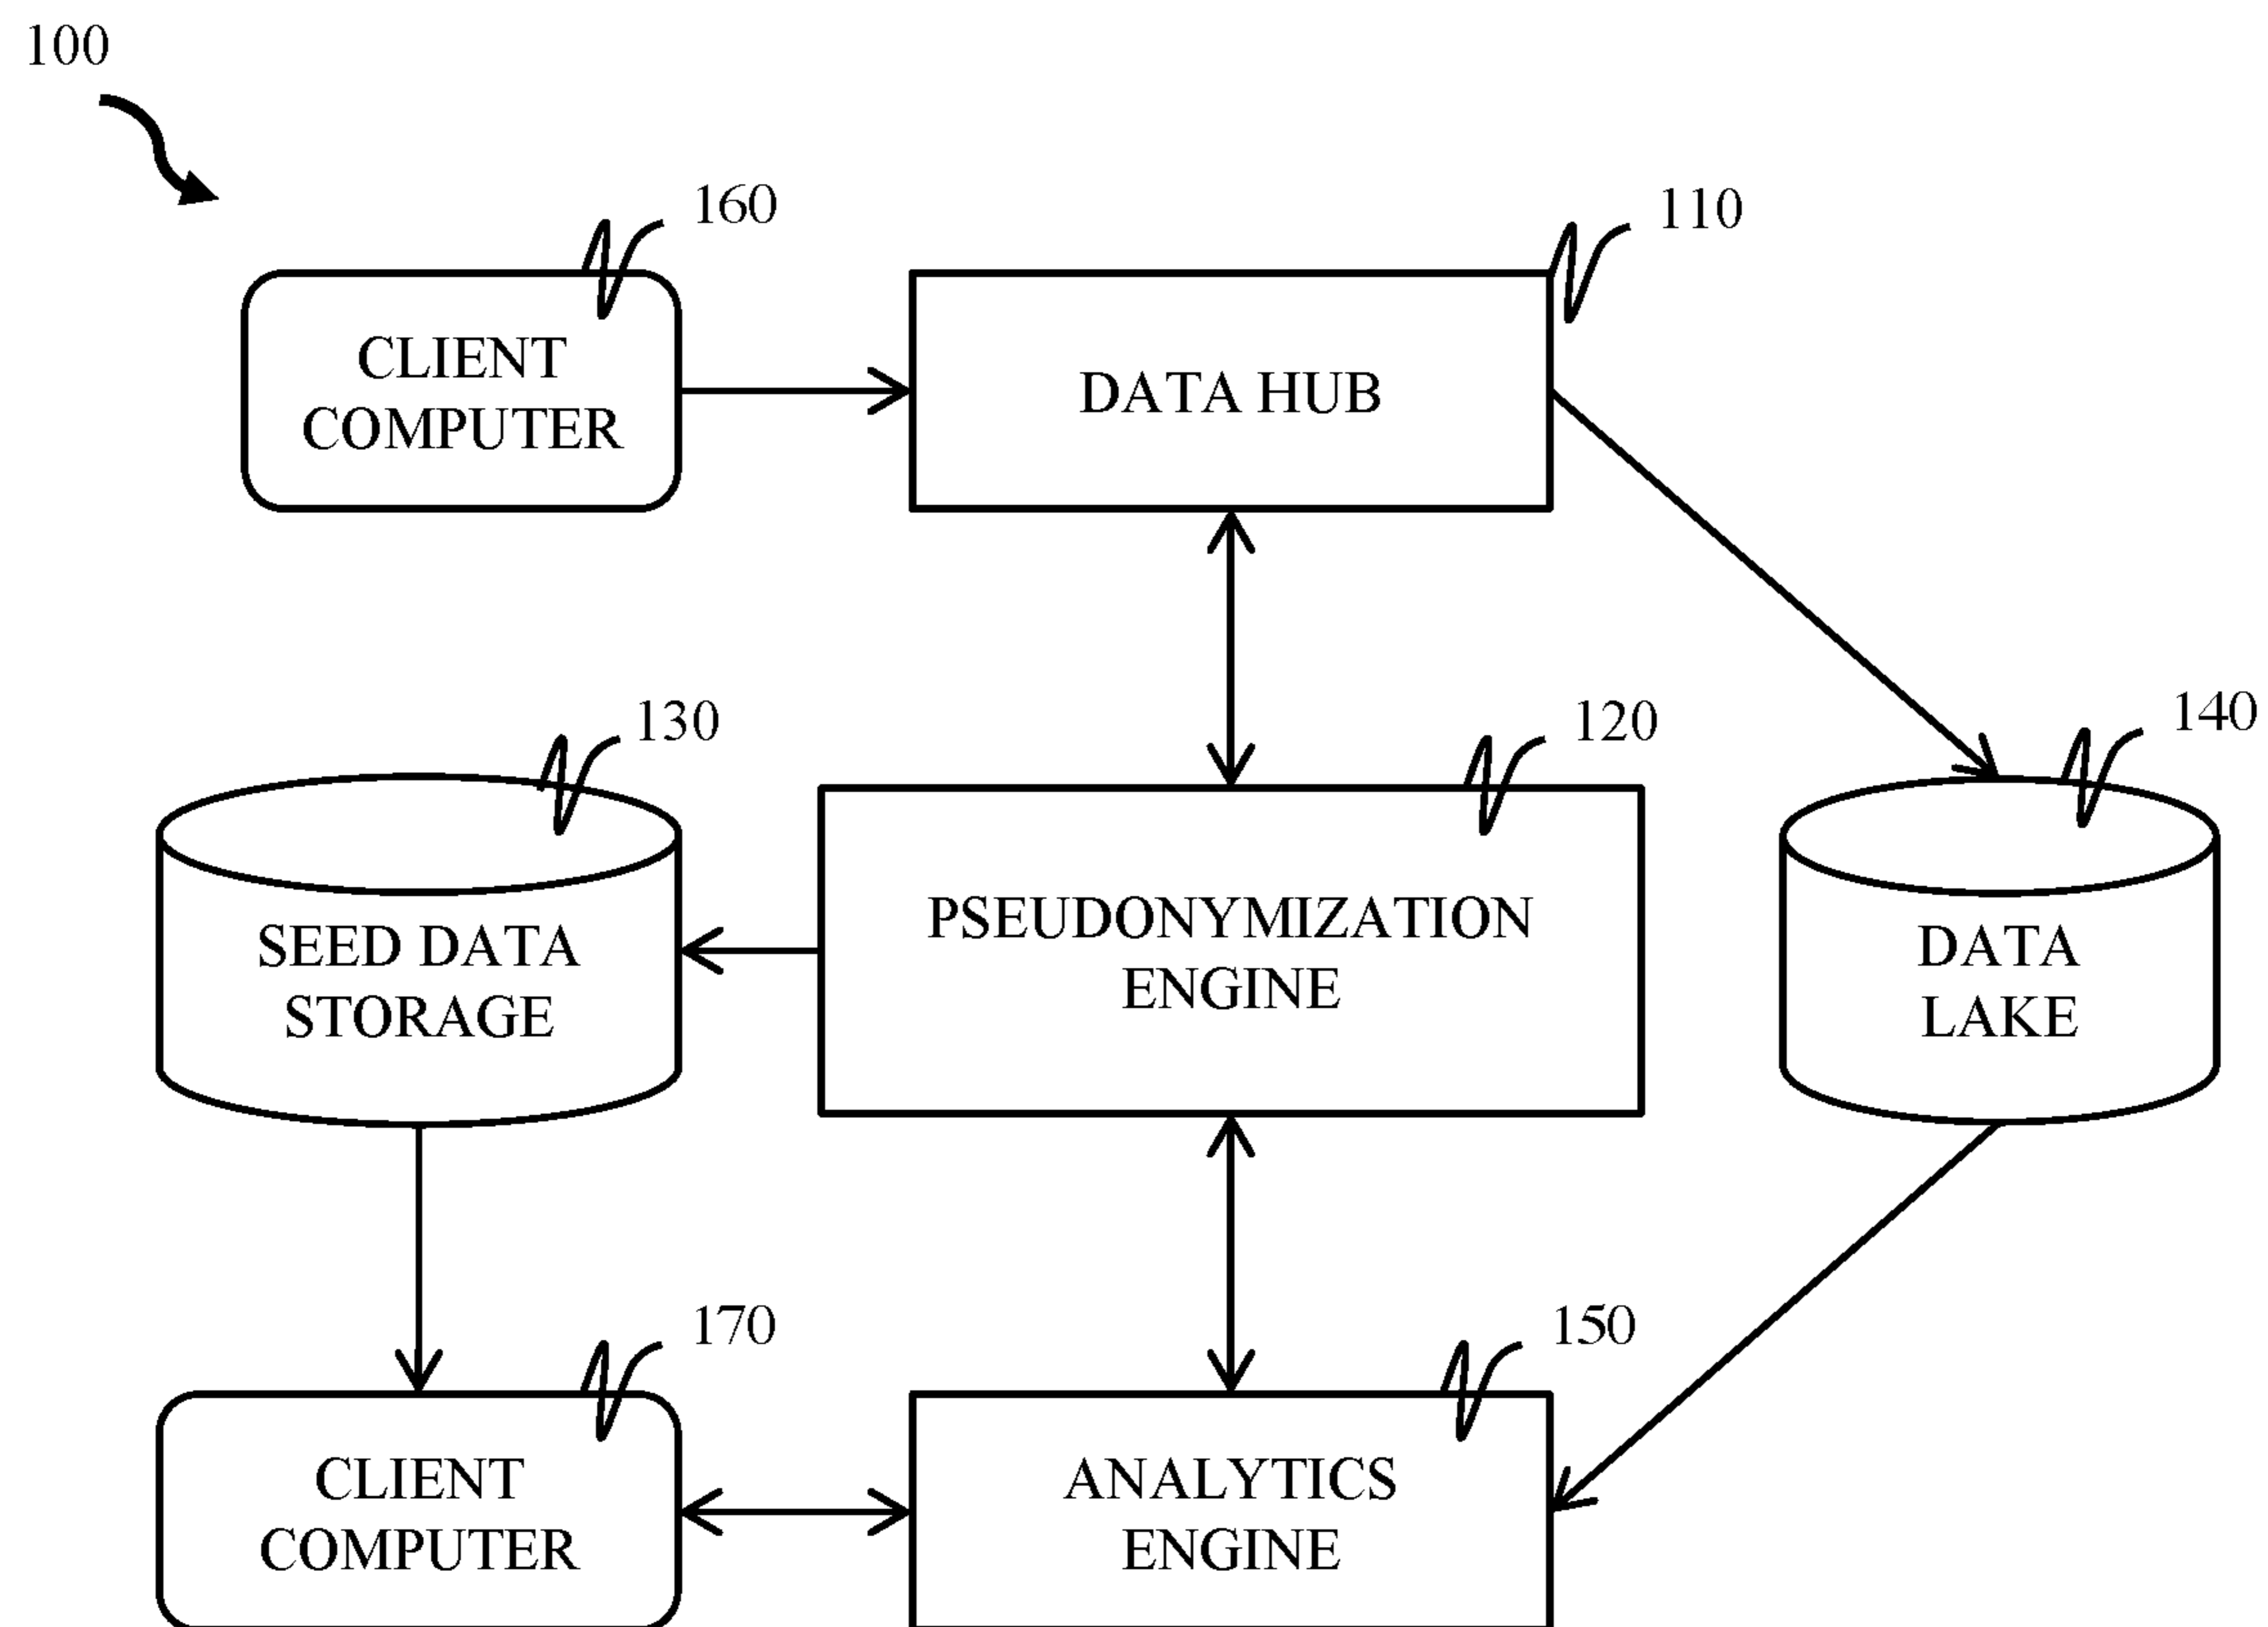 100
160
110
CLIENT
COMPUTER
DATA HUB
130
120
140
SEED DATA
STORAGE
PSEUDONYMIZATION
ENGINE
DATA
LAKE
170
150
CLIENT
COMPUTER
ANALYTICS
ENGINE